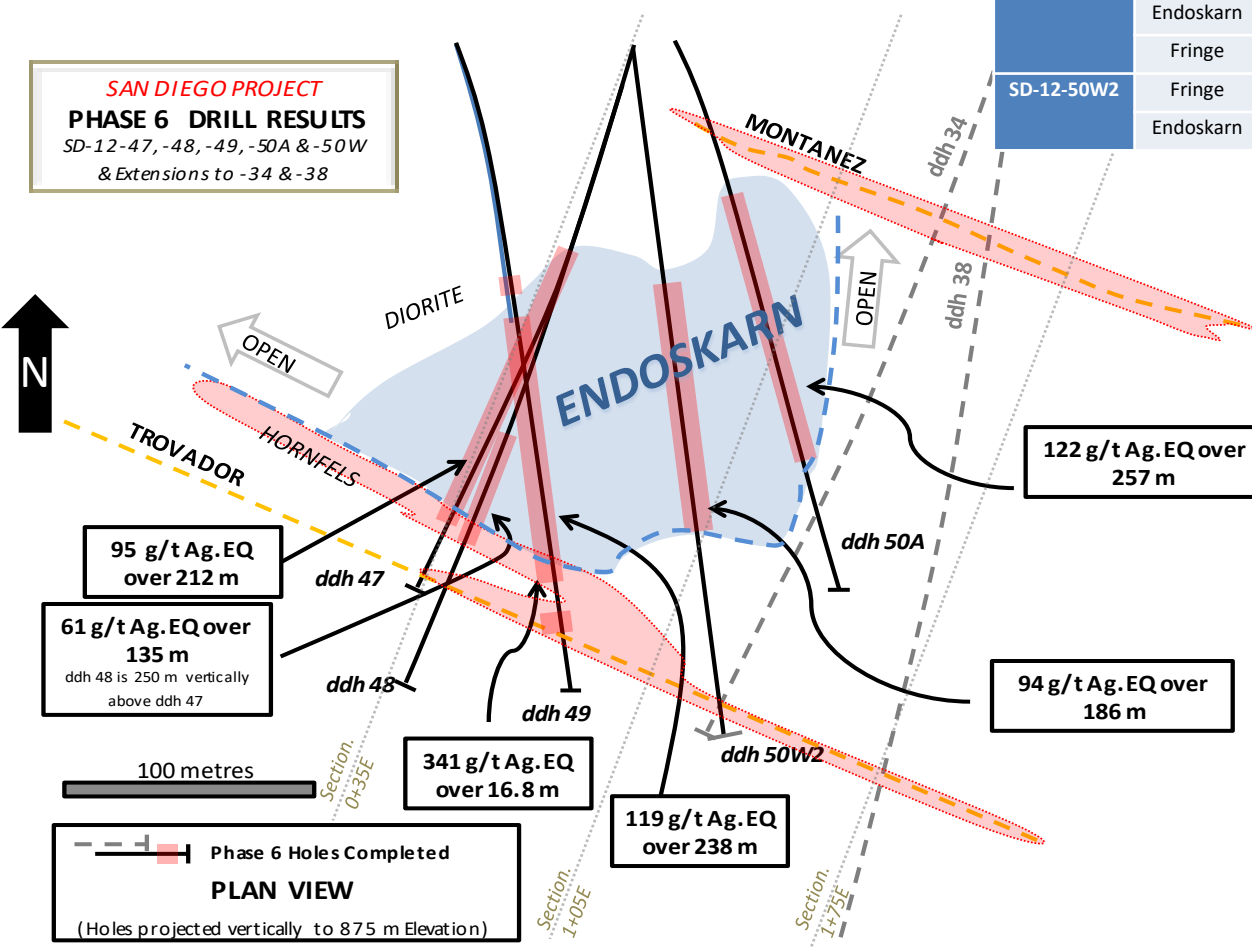 Endoskarn
Fringe
SD-12-50W2
Fringe
Endoskarn
SAN DIEGO PROJECT
PHASE 6 DRILL RESULTS
SD-12-47, -48, -49, -50A & -50W
& Extensions to -34 & -38
MONTANEZ
ddh 34
ddh 38
DIORITE
OPEN
OPEN
ENDOSKARN
N
HORNFELS
TROVADOR
122 g/t Ag.EQ over
257 m
95 g/t Ag.EQ
over 212 m
ddh 47
ddh 50A
61 g/t Ag.EQ over
135 m
ddh 48 is 250 m vertically
above ddh 47
ddh 48
ddh 49
94 g/t Ag.EQ over
186 m
ddh 50W2
341 g/t Ag.EQ
over 16.8 m
100 metres
Section.
0+35E
119 g/t Ag.EQ
over 238 m
Phase 6 Holes Completed
PLAN VIEW
(Holes projected vertically to 875 m Elevation)
Section.
1+05E
Section.
1+75E